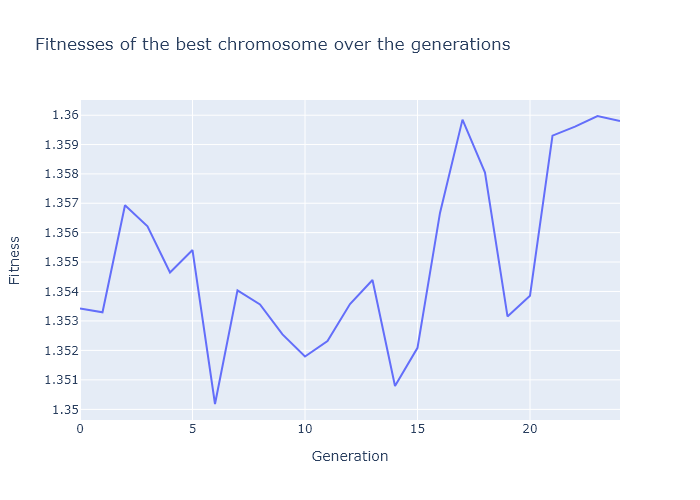 Fitnesses of the best chromosome over the generations
1.36
1.359
1.358
1.357
1.356
1.355
1.354
1.353
1.352
1.351
1.35
Fitness
0 5 10 15 20
Generation